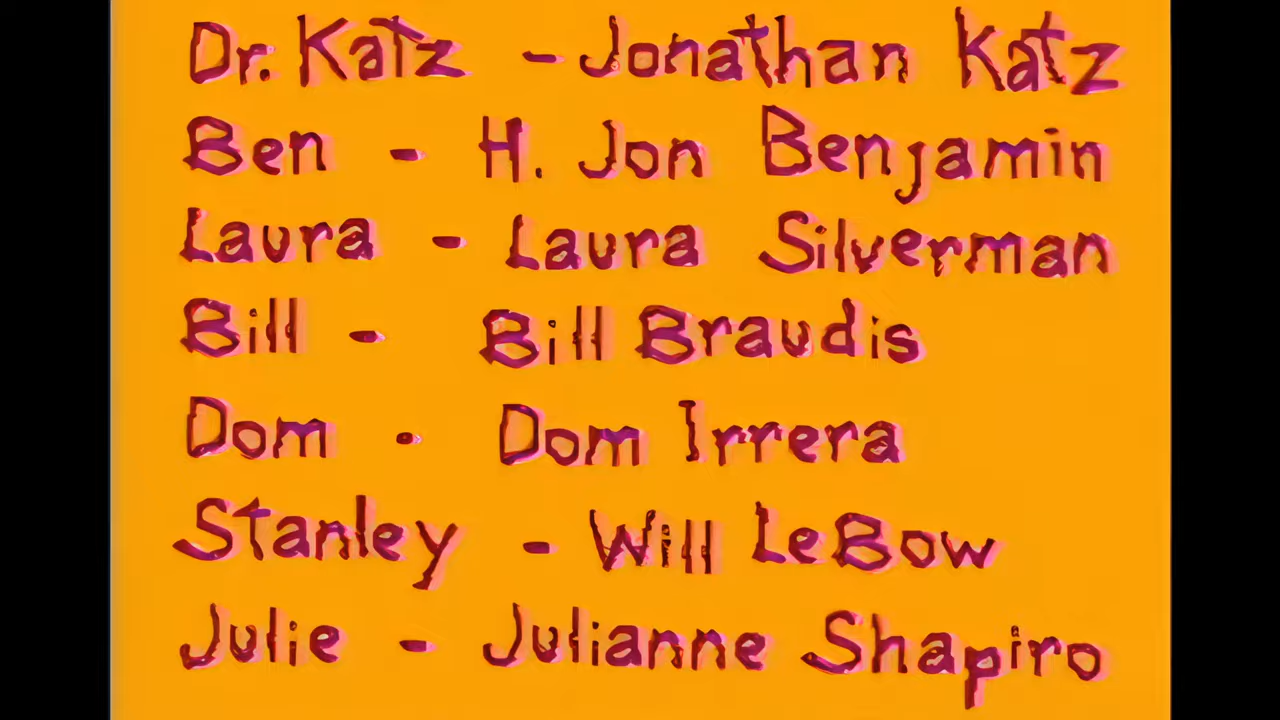 Dr. Katz - Jonathan Katz
Ben - H. Jon Benjamin
Laura - Laura Silverman
Bill - Bill Braudis
Dom - Dom Irrera
Stanley - Will LeBow
Julie - Julianne Shapiro